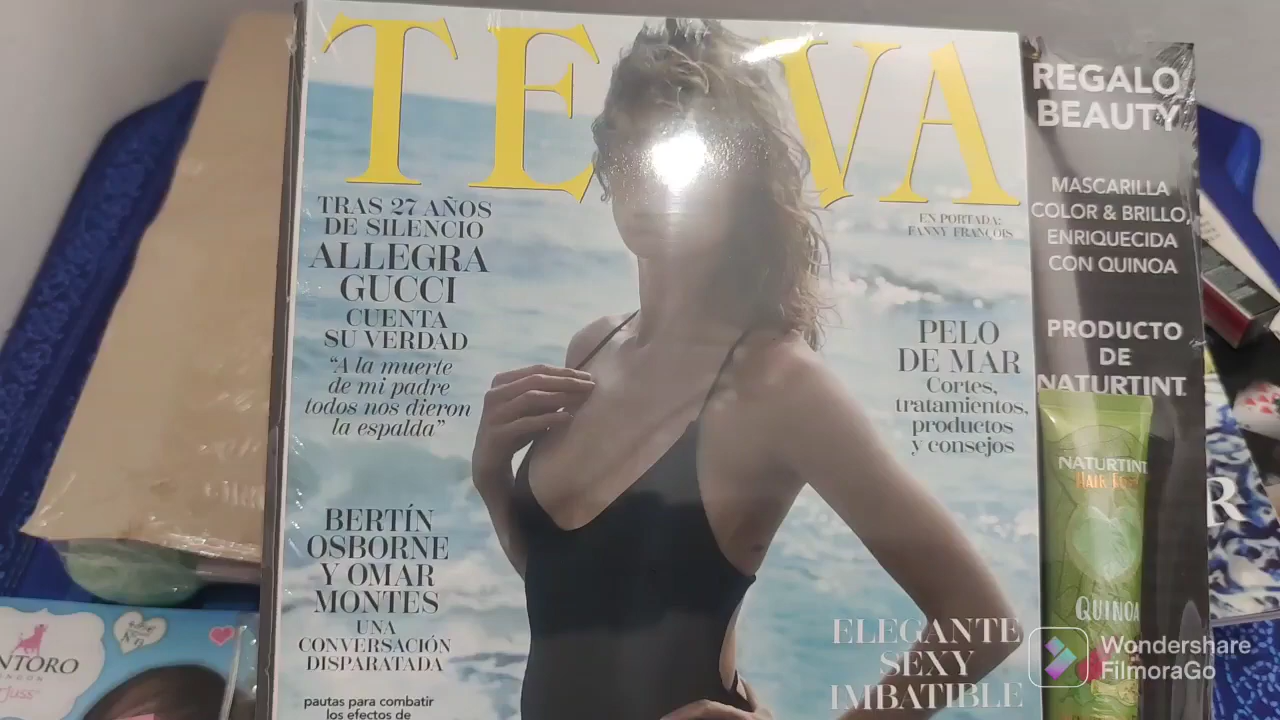 TE VA
TRAS 27 AÑOS
DE SILENCIO
ALLEGRA
GUCCI
CUENTA
SU VERDAD
“A la muerte
de mi padre
todos nos dieron
la espalda”
BERTÍN
OSBORNE
Y OMAR
MONTES
UNA
CONVERSACIÓN
DISPARATADA
pautas para combatir
los efectos de
EN PORTADA:
FANNY FRANÇOIS
PELO
DE MAR
Cortes,
tratamientos,
productos
y consejos
ELEGANTE
SEXY
IMBATIBLE
REGALO
BEAUTY
MASCARILLA
COLOR & BRILLO,
ENRIQUECIDA
CON QUINOA
PRODUCTO
DE
NATURTINT
NATURTINT
HAIR FOOD
QUINOA
R
NTORO
Wondershare
FilmoraGo